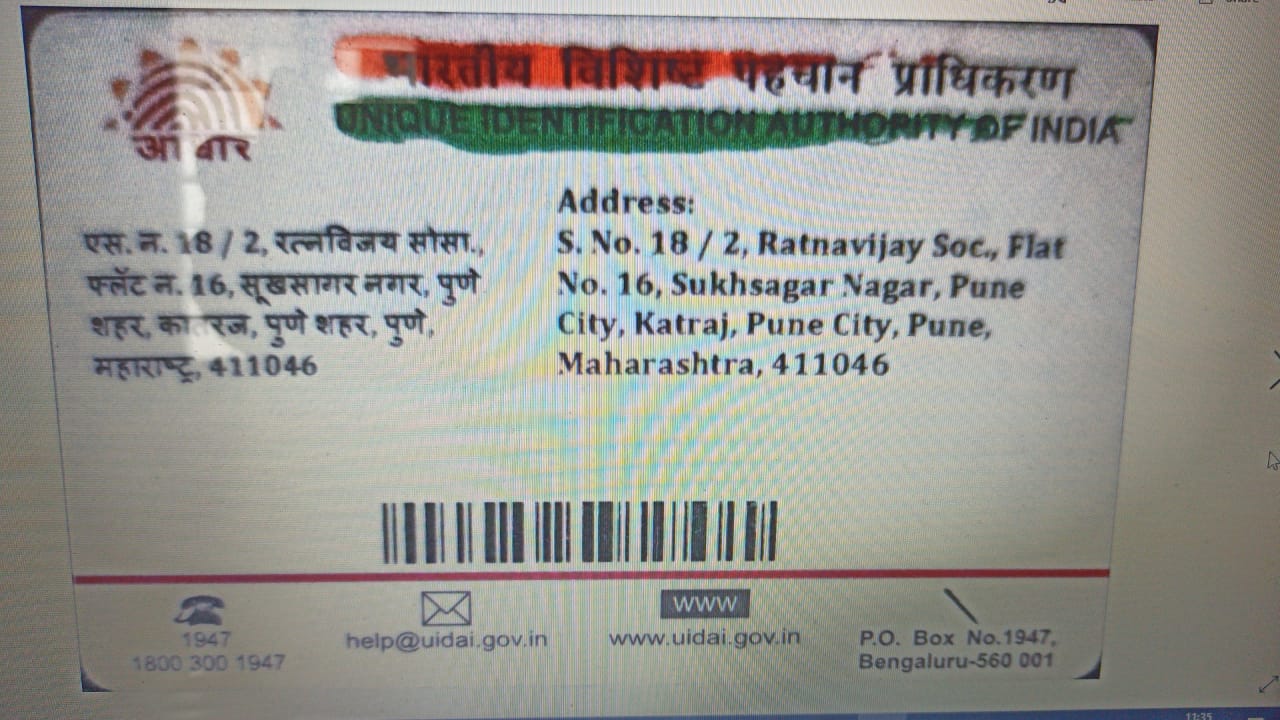 भारतीय विशिष्ट पहचान प्राधिकरण
UNIQUE IDENTIFICATION AUTHORITY OF INDIA
आधार
Address:
एस. न. 18 / 2, रत्नविजय सोसा.,
फ्लॅट न. 16, सूखसागर नगर, पुणे
शहर, कातरज, पुणे शहर, पुणे,
महाराष्ट्र, 411046
S. No. 18 / 2, Ratnavijay Soc., Flat
No. 16, Sukhsagar Nagar, Pune
City, Katraj, Pune City, Pune,
Maharashtra, 411046
1947
1800 300 1947
help@uidai.gov.in
WWW
www.uidai.gov.in
P.O. Box No.1947,
Bengaluru-560 001
11:35